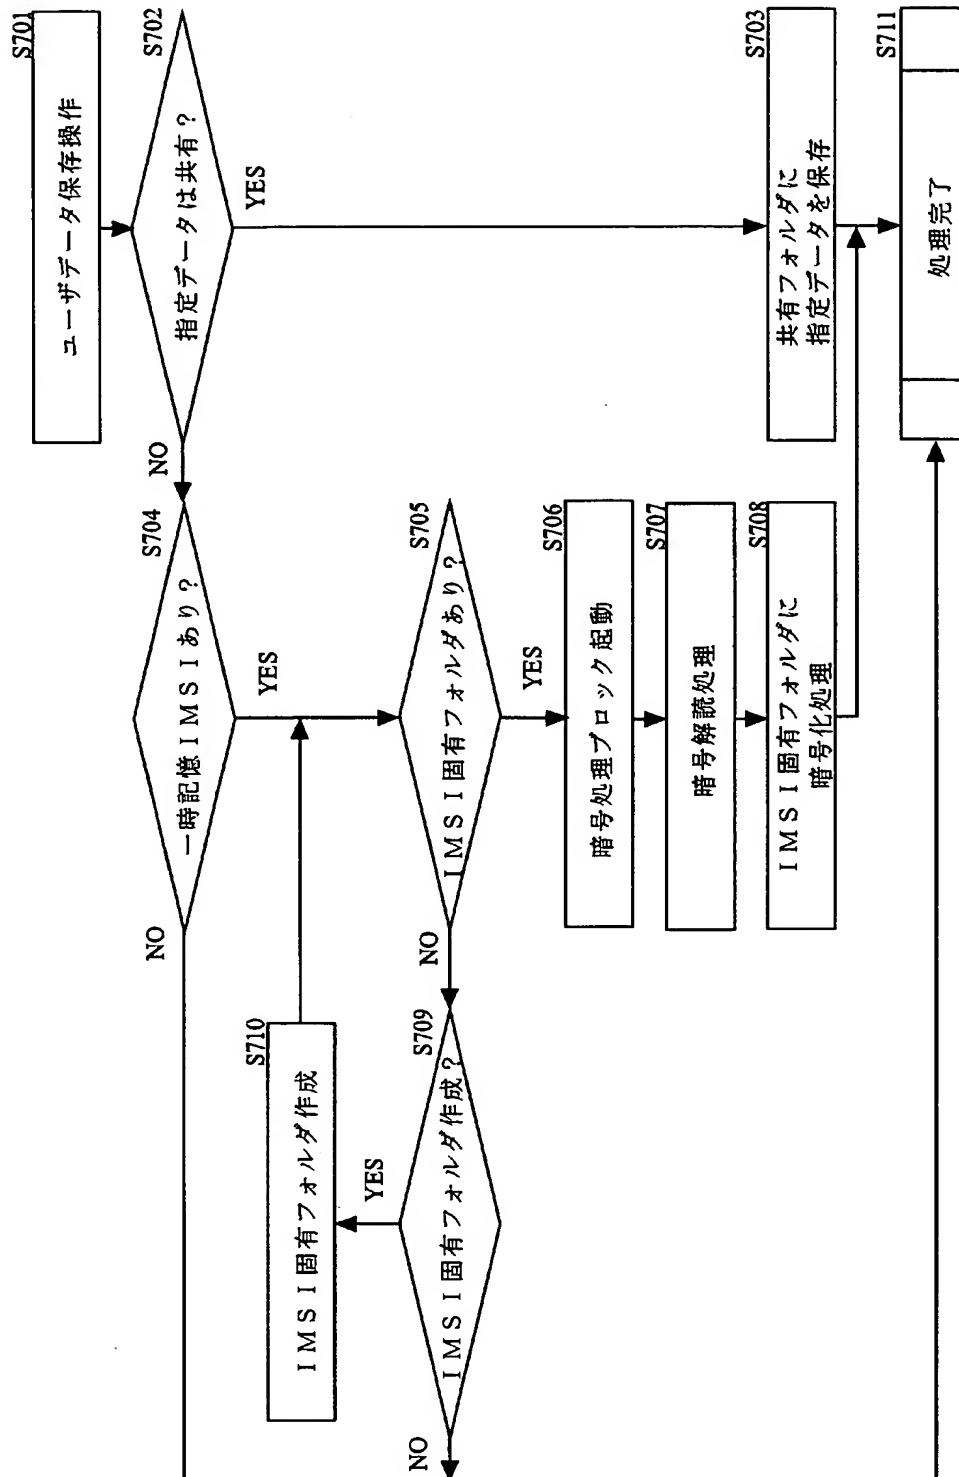 S701
ユーザデータ保存操作
S702
指定データは共有？
YES
NO
S703
共有フォルダに
指定データを保存
S704
一時記憶ＩＭＳＩあり？
YES
NO
S705
ＩＭＳＩ固有フォルダあり？
YES
NO
S706
暗号処理ブロック起動
S707
暗号解読処理
S708
ＩＭＳＩ固有フォルダに
暗号化処理
S709
ＩＭＳＩ固有フォルダ作成？
YES
NO
S710
ＩＭＳＩ固有フォルダ作成
S711
処理完了